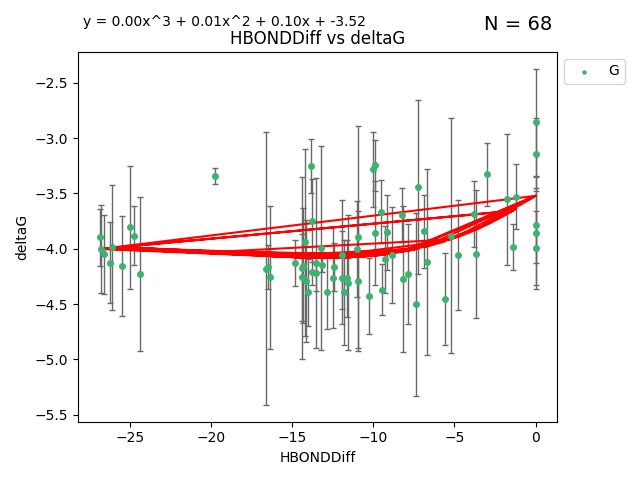 y = 0.00x^3 + 0.01x^2 + 0.10x + -3.52
N = 68
HBONDDiff vs deltaG
G
deltaG
−2.5
−3.0
−3.5
−4.0
−4.5
−5.0
−5.5
−25 −20 −15 −10 −5 0
HBONDDiff